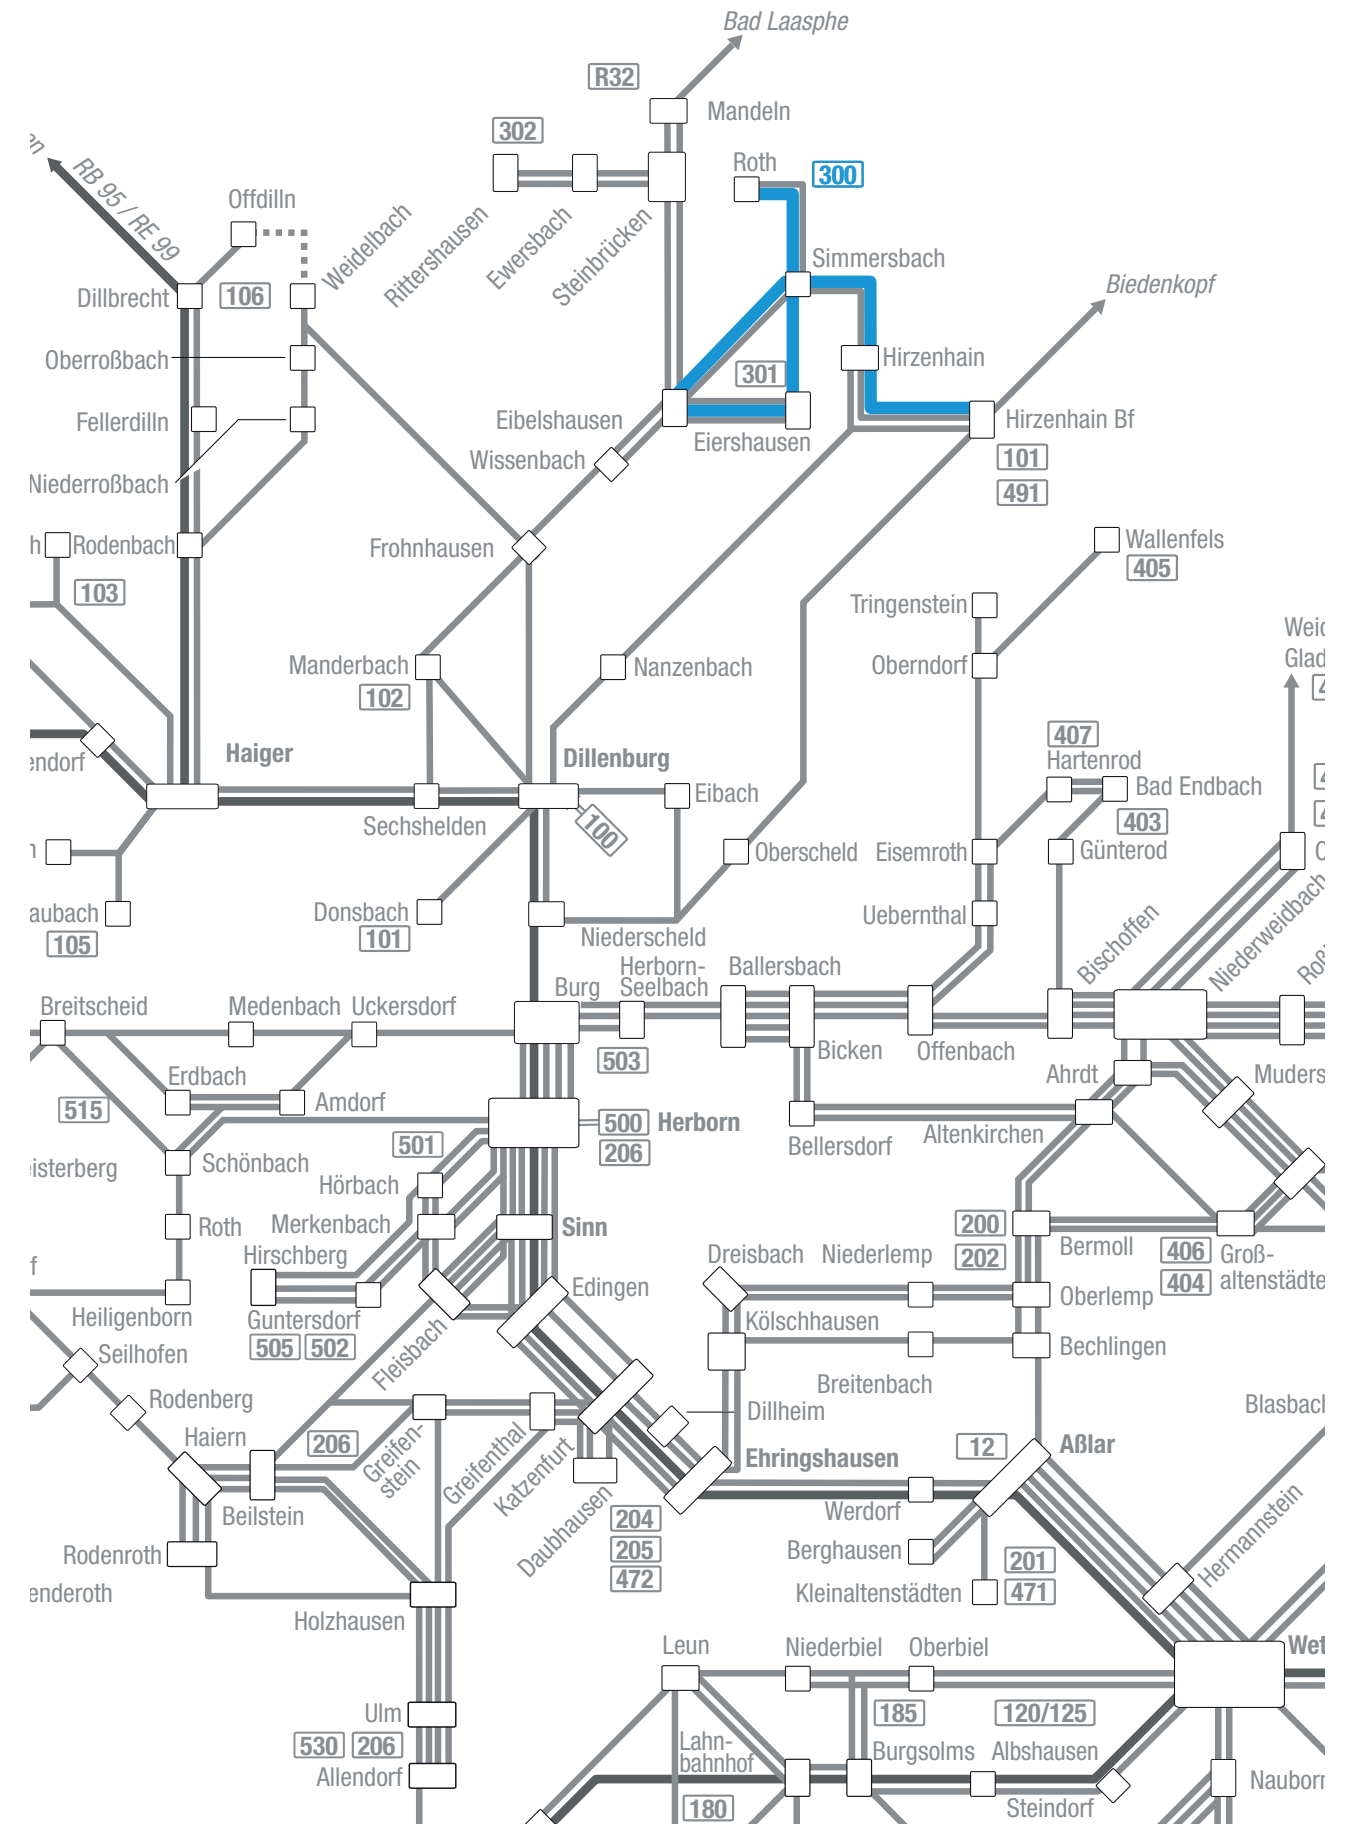 Bad Laasphe
R32
Mandeln
302
Roth
300
RB 95 / RE 99
Offdilln
Weidelbach
Rittershausen
Ewersbach
Steinbrücken
Simmersbach
Biedenkopf
Dillbrecht
106
Oberroßbach
Hirzenhain
301
Fellerdilln
Eibelshausen
Eiershausen
Hirzenhain Bf
Wissenbach
101
491
Niederroßbach
Rodenbach
Frohnhausen
Wallenfels
405
103
Tringenstein
Manderbach
102
Nanzenbach
Oberndorf
Haiger
Dillenburg
407
Hartenrod
Bad Endbach
403
Eibach
Sechshelden
100
Oberscheld
Eisemroth
Günterod
Donsbach
101
Uebernthal
105
Niederscheld
Bischoffen
Niederweidbach
Herborn-
Seelbach
Ballersbach
Burg
Breitscheid
Medenbach
Uckersdorf
503
Bicken
Offenbach
Erdbach
Amdorf
Ahrdt
515
500
Herborn
206
501
Bellersdorf
Altenkirchen
Schönbach
Hörbach
Roth
Merkenbach
Sinn
Hirschberg
200
202
Bermoll
406
404
Groß-
Dreisbach
Niederlemp
Edingen
Oberlemp
Heiligenborn
Guntersdorf
505
502
Kölschhausen
Fleisbach
Bechlingen
Seilhofen
Breitenbach
Rodenberg
Dillheim
Haiern
206
Greifen-
stein
Greifenthal
Katzenfurt
Ehringshausen
12
Aßlar
Beilstein
Daubhausen
204
205
472
Werdorf
Hermannstein
Rodenroth
Berghausen
201
Kleinaltenstädten
471
Holzhausen
Leun
Niederbiel
Oberbiel
Ulm
530
206
Allendorf
185
120/125
Lahn-
bahnhof
Burgsolms
Albshausen
180
Steindorf